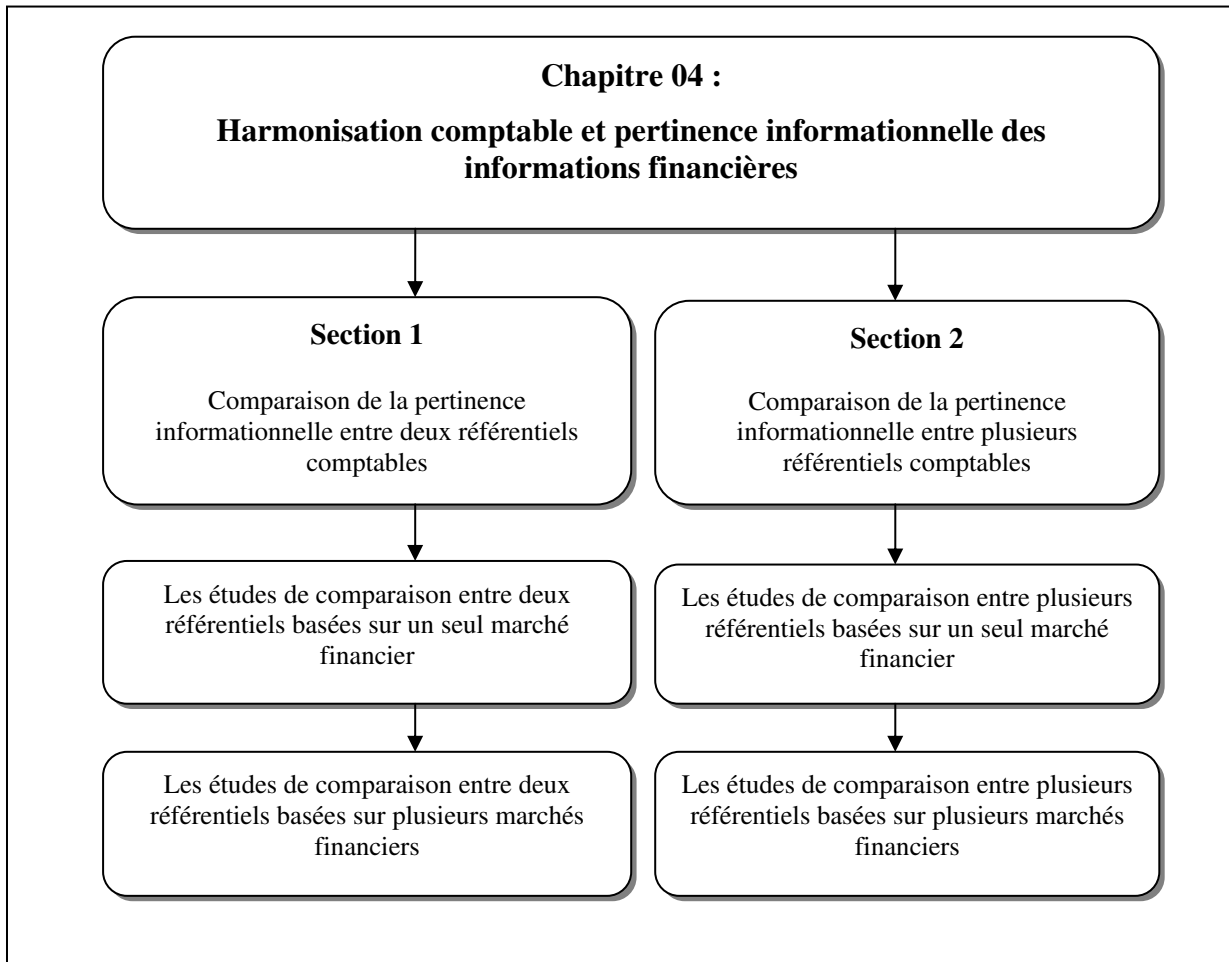 Chapitre 04 :
Harmonisation comptable et pertinence informationnelle des
informations financières
Section 1
Comparaison de la pertinence
informationnelle entre deux référentiels
comptables
Section 2
Comparaison de la pertinence
informationnelle entre plusieurs
référentiels comptables
Les études de comparaison entre deux
référentiels basées sur un seul marché
financier
Les études de comparaison entre plusieurs
référentiels basées sur un seul marché
financier
Les études de comparaison entre deux
référentiels basées sur plusieurs marchés
financiers
Les études de comparaison entre plusieurs
référentiels basées sur plusieurs marchés
financiers